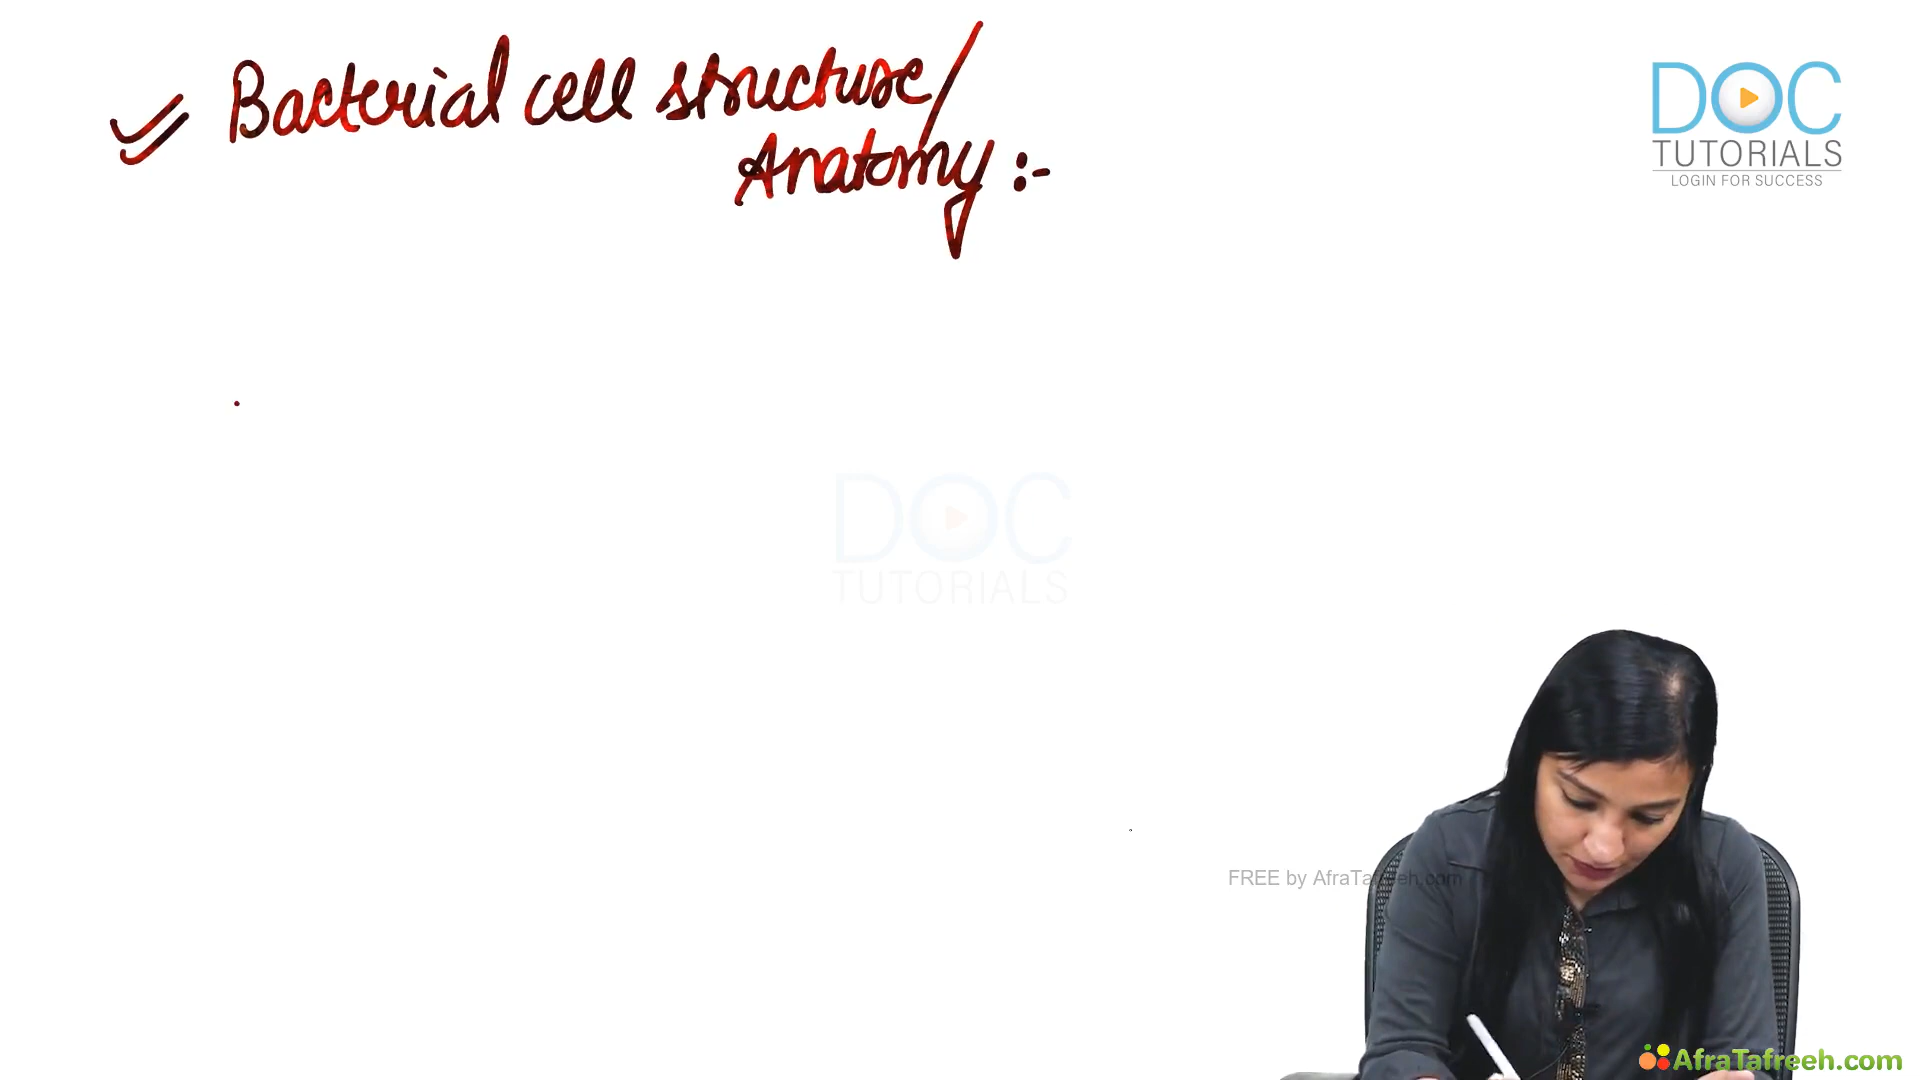 Bacterial cell structure/
Anatomy :-
DOC
TUTORIALS
LOGIN FOR SUCCESS
DOC
TUTORIALS
FREE by AfraTafreeh.com
AfraTafreeh.com